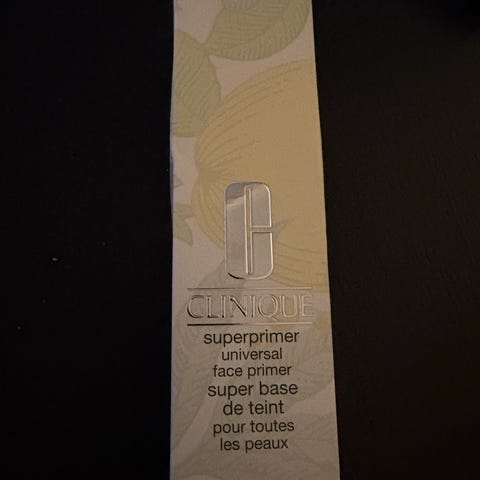 CLINIQUE
superprimer
universal
face primer
super base
de teint
pour toutes
les peaux